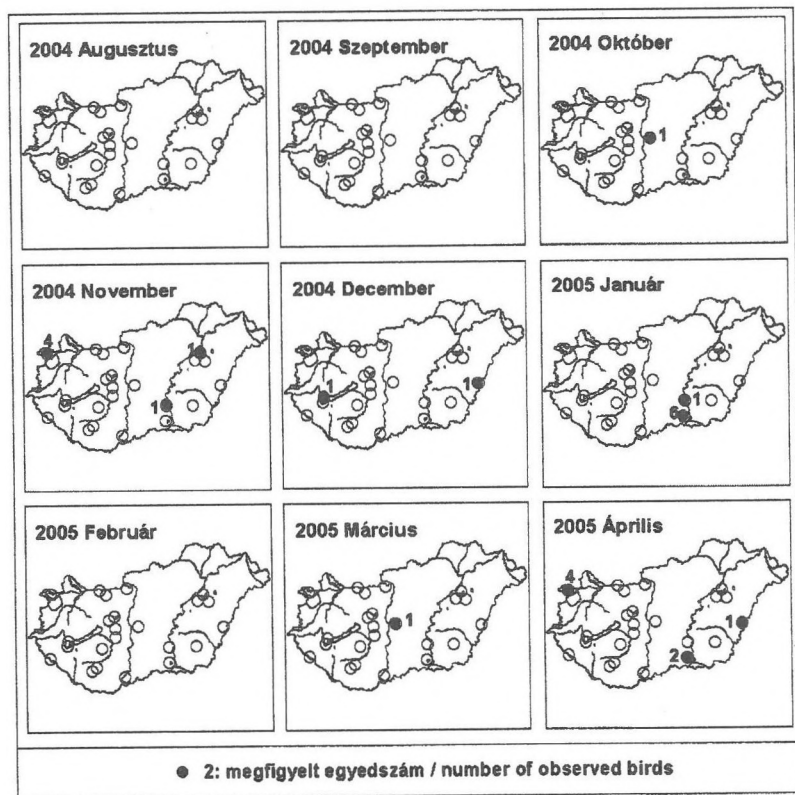 2004 Augusztus
2004 Szeptember
2004 Október
1
2004 November
4
1
1
2004 December
1
1
2005 Január
1
6
2005 Február
2005 Március
1
2005 Április
4
1
2
● 2: megfigyelt egyedszám / number of observed birds